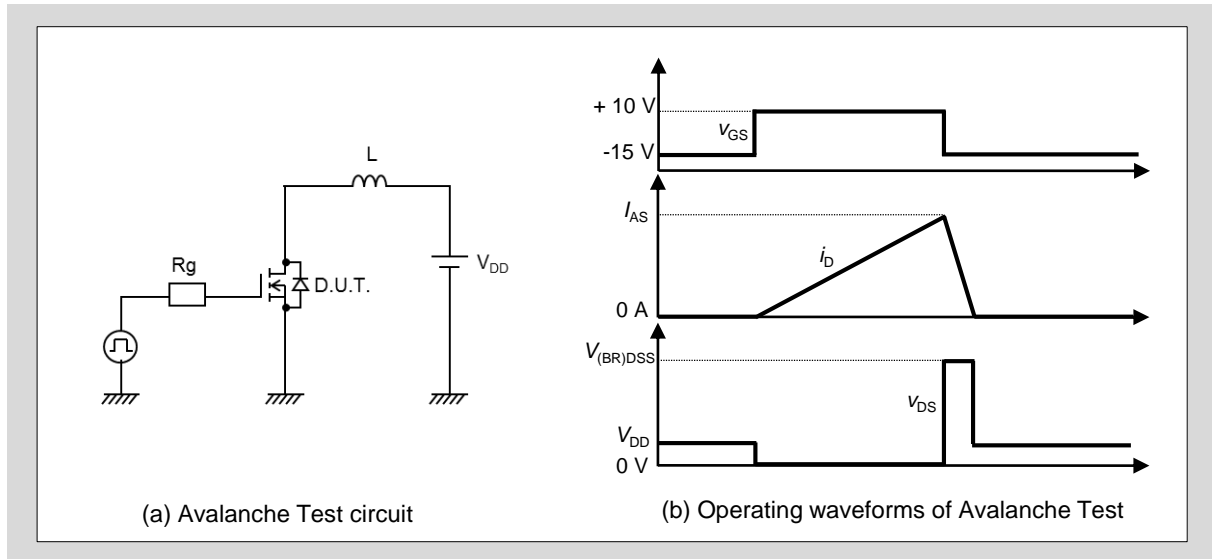 L
Rg
D.U.T.
VDD
(a) Avalanche Test circuit
+ 10 V
-15 V
vGS
IAS
iD
0 A
V(BR)DSS
vDS
VDD
0 V
(b) Operating waveforms of Avalanche Test